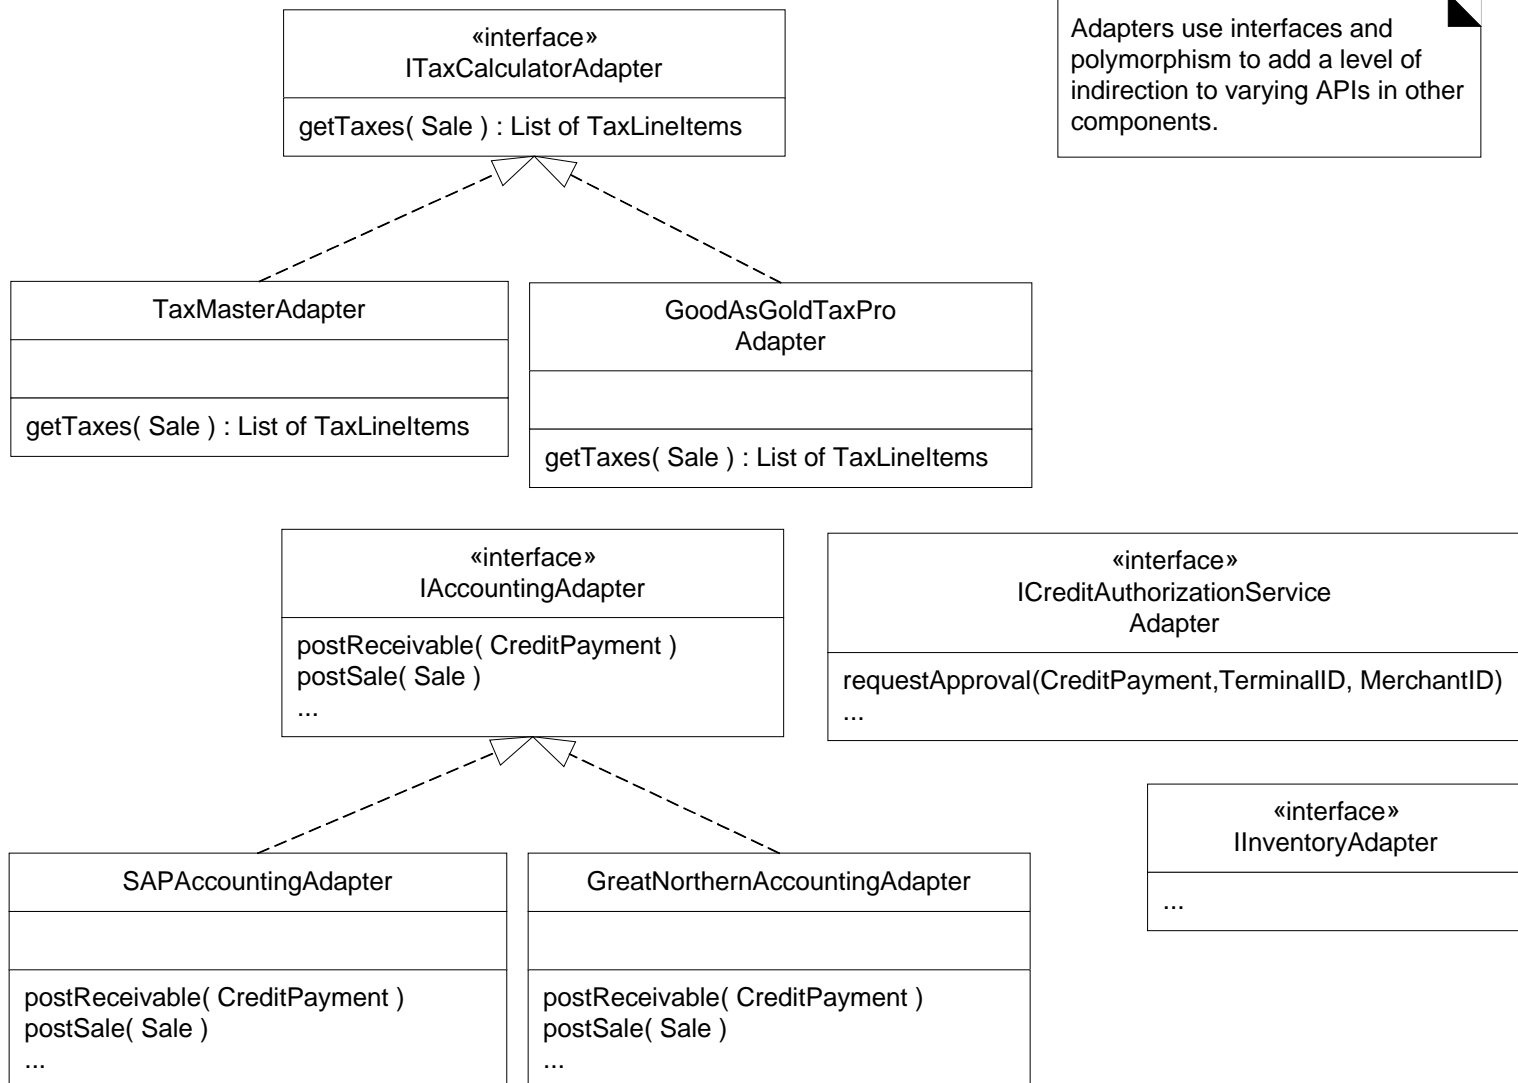 «interface»
ITaxCalculatorAdapter
getTaxes( Sale ) : List of TaxLineItems
Adapters use interfaces and
polymorphism to add a level of
indirection to varying APIs in other
components.
TaxMasterAdapter
getTaxes( Sale ) : List of TaxLineItems
GoodAsGoldTaxPro
Adapter
getTaxes( Sale ) : List of TaxLineItems
«interface»
IAccountingAdapter
postReceivable( CreditPayment )
postSale( Sale )
...
«interface»
ICreditAuthorizationService
Adapter
requestApproval(CreditPayment,TerminalID, MerchantID)
...
«interface»
IInventoryAdapter
...
SAPAccountingAdapter
postReceivable( CreditPayment )
postSale( Sale )
...
GreatNorthernAccountingAdapter
postReceivable( CreditPayment )
postSale( Sale )
...